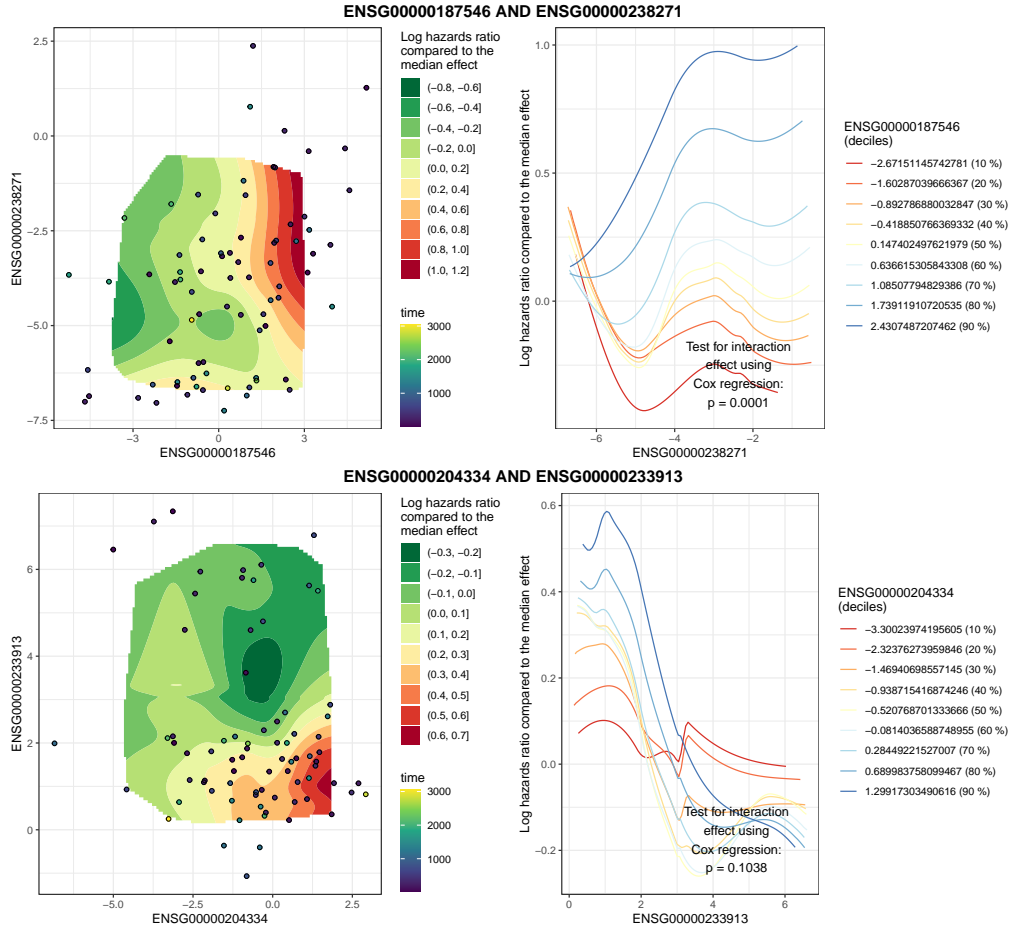 ENSG00000187546 AND ENSG00000238271
2.5
0.0
−2.5
−5.0
−7.5
ENSG00000238271
−3
0
3
ENSG00000187546
Log hazards ratio
compared to the
median effect
(−0.8, −0.6]
(−0.6, −0.4]
(−0.4, −0.2]
(−0.2, 0.0]
(0.0, 0.2]
(0.2, 0.4]
(0.4, 0.6]
(0.6, 0.8]
(0.8, 1.0]
(1.0, 1.2]
time
3000
2000
1000
1.0
0.5
0.0
Log hazards ratio compared to the median effect
−6
−4
−2
ENSG00000238271
Test for interaction
effect using
Cox regression:
p = 0.0001
ENSG00000187546
(deciles)
−2.67151145742781 (10 %)
−1.60287039666367 (20 %)
−0.892786880032847 (30 %)
−0.418850766369332 (40 %)
0.147402497621979 (50 %)
0.636615305843308 (60 %)
1.08507794829386 (70 %)
1.73911910720535 (80 %)
2.4307487207462 (90 %)
ENSG00000204334 AND ENSG00000233913
6
4
2
0
ENSG00000233913
−5.0
−2.5
0.0
2.5
ENSG00000204334
Log hazards ratio
compared to the
median effect
(−0.3, −0.2]
(−0.2, −0.1]
(−0.1, 0.0]
(0.0, 0.1]
(0.1, 0.2]
(0.2, 0.3]
(0.3, 0.4]
(0.4, 0.5]
(0.5, 0.6]
(0.6, 0.7]
time
3000
2000
1000
0.6
0.4
0.2
0.0
−0.2
Log hazards ratio compared to the median effect
0
2
4
6
ENSG00000233913
Test for interaction
effect using
Cox regression:
p = 0.1038
ENSG00000204334
(deciles)
−3.30023974195605 (10 %)
−2.32376273959846 (20 %)
−1.46940698557145 (30 %)
−0.938715416874246 (40 %)
−0.520768701333666 (50 %)
−0.0814036588748955 (60 %)
0.28449221527007 (70 %)
0.689983758099467 (80 %)
1.29917303490616 (90 %)